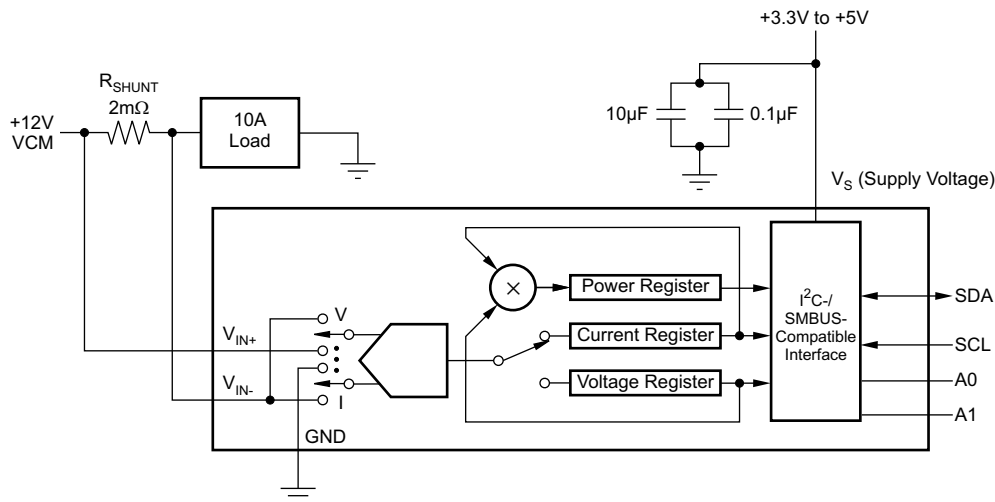 +3.3V to +5V
R_SHUNT
2mΩ
+12V
VCM
10A
Load
10µF
0.1µF
V_S (Supply Voltage)
×
Power Register
Current Register
Voltage Register
I²C-/
SMBUS-
Compatible
Interface
SDA
SCL
A0
A1
V
V_IN+
V_IN-
I
GND